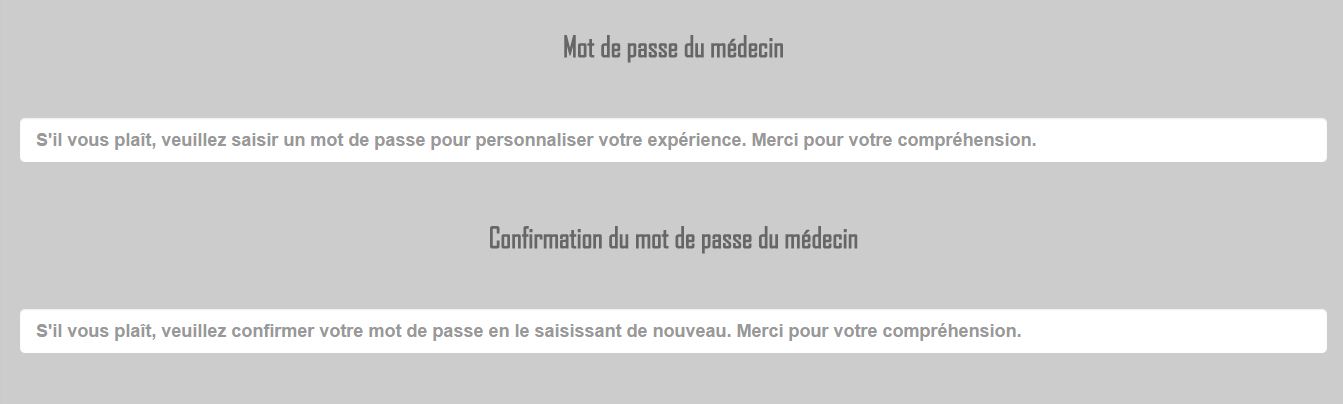 Mot de passe du médecin
S'il vous plaît, veuillez saisir un mot de passe pour personnaliser votre expérience. Merci pour votre compréhension.
Confirmation du mot de passe du médecin
S'il vous plaît, veuillez confirmer votre mot de passe en le saisissant de nouveau. Merci pour votre compréhension.